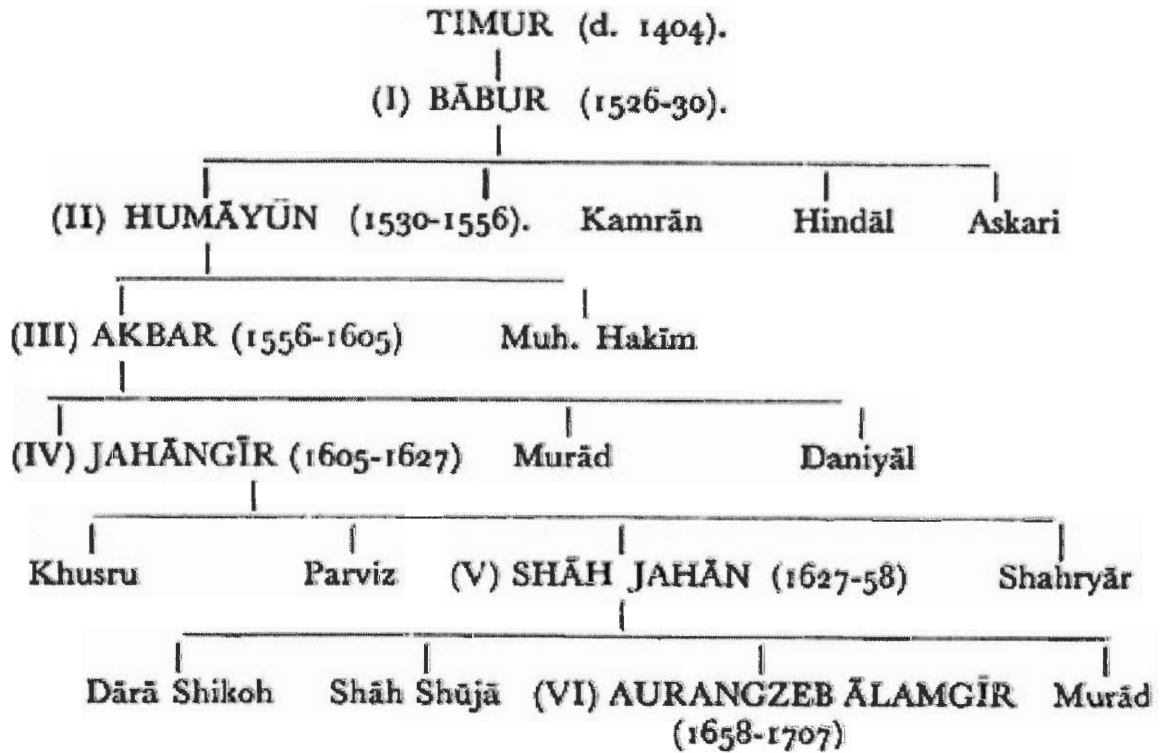 TIMUR (d. 1404).
(I) BĀBUR (1526-30).
(II) HUMĀYŪN (1530-1556). Kamrān Hindāl Askari
(III) AKBAR (1556-1605) Muh. Hakīm
(IV) JAHĀNGĪR (1605-1627) Murād Daniyāl
Khusru Parviz (V) SHĀH JAHĀN (1627-58) Shahryār
Dārā Shikoh Shāh Shūjā (VI) AURANGZEB ĀLAMGĪR Murād
(1658-1707)